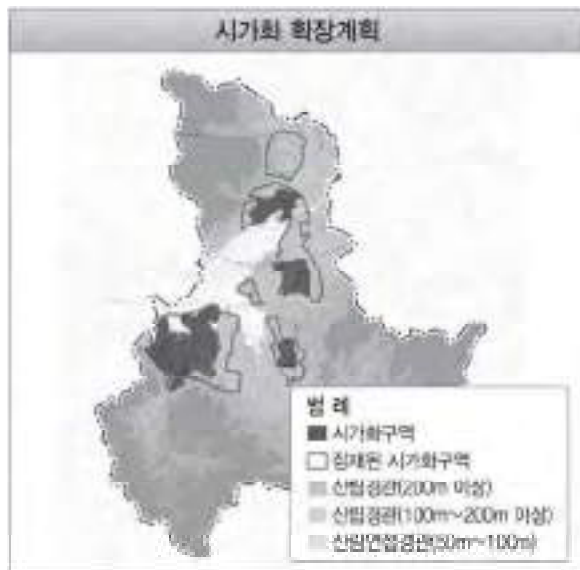 시가화 확장계획
범 례
시가화구역
잠재된 시가화구역
산림경관(200m 이상)
산림경관(100m~200m 이상)
산림연접경관(50m~100m)